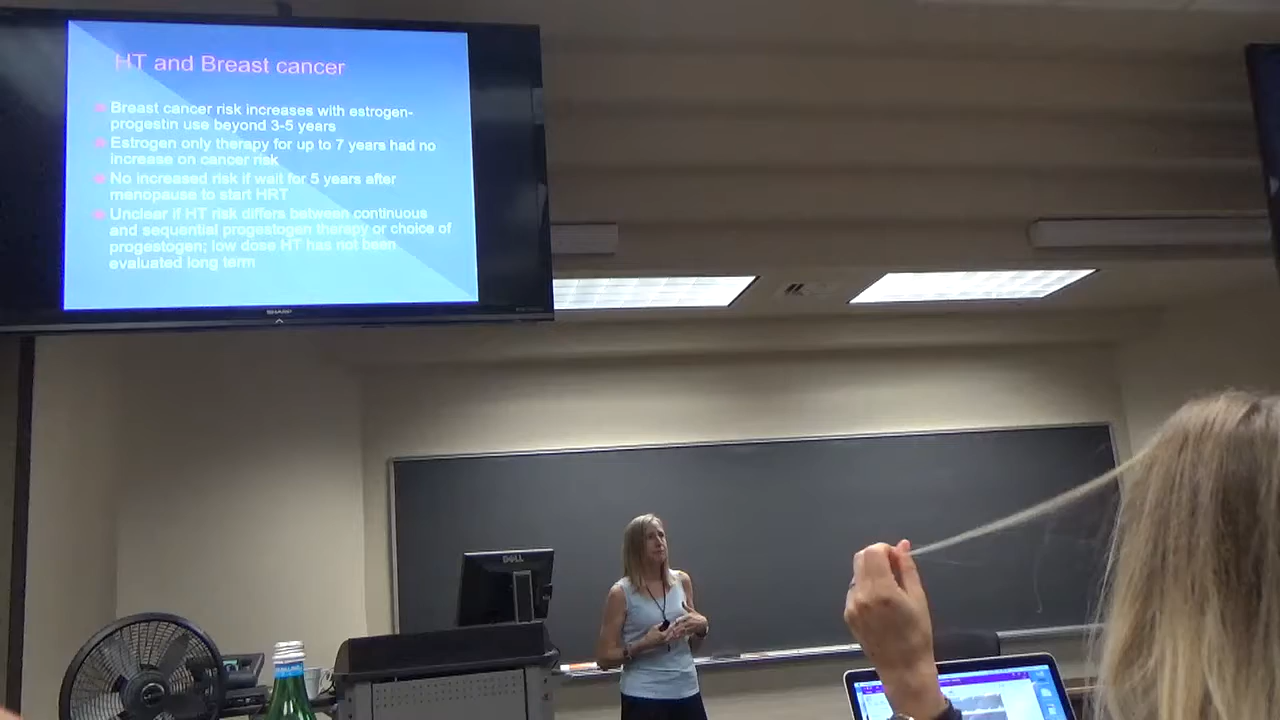 HT and Breast cancer
Breast cancer risk increases with estrogen-
progestin use beyond 3-5 years
Estrogen only therapy for up to 7 years had no
increase on cancer risk
No increased risk if wait for 5 years after
menopause to start HRT
Unclear if HT risk differs between continuous
and sequential progestogen therapy or choice of
progestogen; low dose HT has not been
evaluated long term
SHARP
DELL